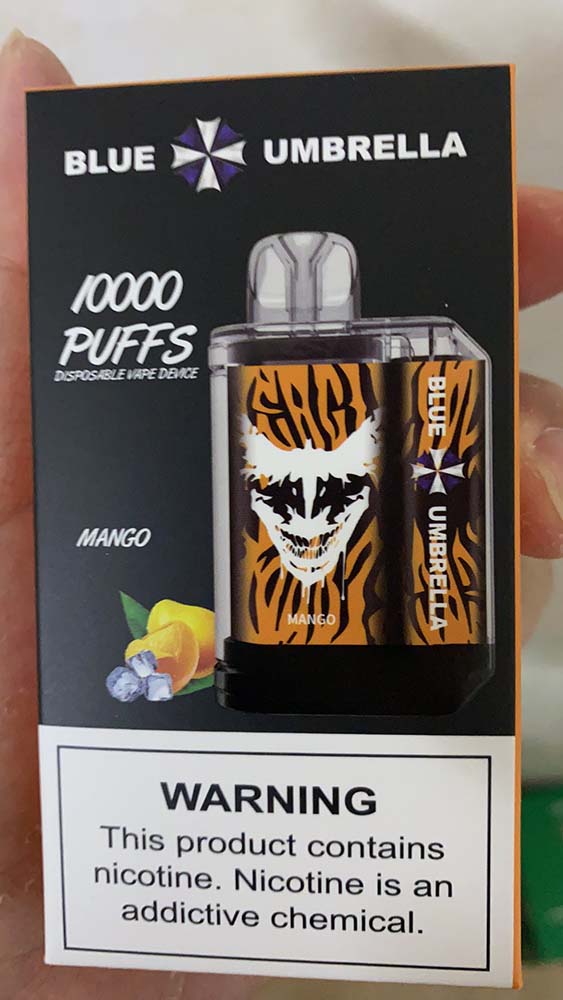 BLUE UMBRELLA
10000
PUFFS
DISPOSABLE VAPE DEVICE
MANGO
MANGO
BLUE UMBRELLA
WARNING
This product contains
nicotine. Nicotine is an
addictive chemical.